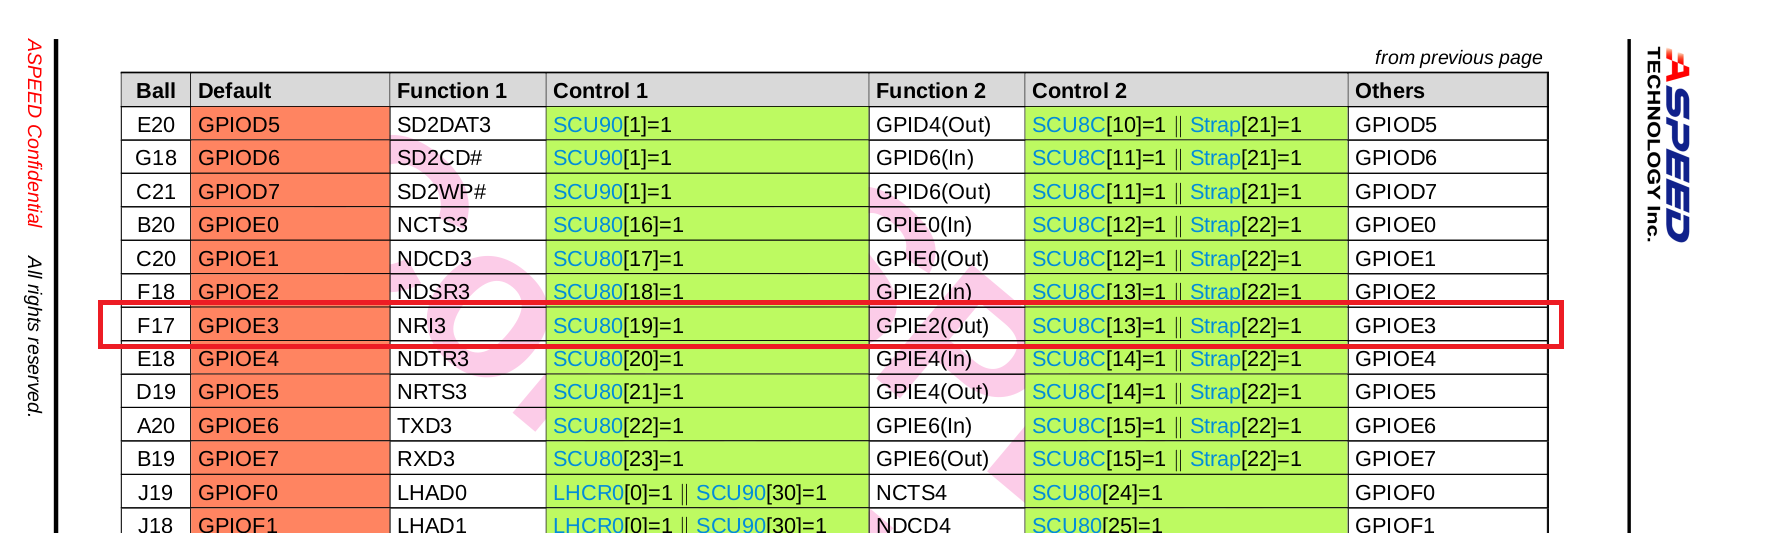 from previous page
Ball Default Function 1 Control 1 Function 2 Control 2 Others
E20 GPIOD5 SD2DAT3 SCU90[1]=1 GPID4(Out) SCU8C[10]=1 || Strap[21]=1 GPIOD5
G18 GPIOD6 SD2CD# SCU90[1]=1 GPID6(In) SCU8C[11]=1 || Strap[21]=1 GPIOD6
C21 GPIOD7 SD2WP# SCU90[1]=1 GPID6(Out) SCU8C[11]=1 || Strap[21]=1 GPIOD7
B20 GPIOE0 NCTS3 SCU80[16]=1 GPIE0(In) SCU8C[12]=1 || Strap[22]=1 GPIOE0
C20 GPIOE1 NDCD3 SCU80[17]=1 GPIE0(Out) SCU8C[12]=1 || Strap[22]=1 GPIOE1
F18 GPIOE2 NDSR3 SCU80[18]=1 GPIE2(In) SCU8C[13]=1 || Strap[22]=1 GPIOE2
F17 GPIOE3 NRI3 SCU80[19]=1 GPIE2(Out) SCU8C[13]=1 || Strap[22]=1 GPIOE3
E18 GPIOE4 NDTR3 SCU80[20]=1 GPIE4(In) SCU8C[14]=1 || Strap[22]=1 GPIOE4
D19 GPIOE5 NRTS3 SCU80[21]=1 GPIE4(Out) SCU8C[14]=1 || Strap[22]=1 GPIOE5
A20 GPIOE6 TXD3 SCU80[22]=1 GPIE6(In) SCU8C[15]=1 || Strap[22]=1 GPIOE6
B19 GPIOE7 RXD3 SCU80[23]=1 GPIE6(Out) SCU8C[15]=1 || Strap[22]=1 GPIOE7
J19 GPIOF0 LHAD0 LHCR0[0]=1 || SCU90[30]=1 NCTS4 SCU80[24]=1 GPIOF0
J18 GPIOF1 LHAD1 LHCR0[0]=1 || SCU90[30]=1 NDCD4 SCU80[25]=1 GPIOF1
ASPEED Confidential All rights reserved.
ASPEED
TECHNOLOGY Inc.